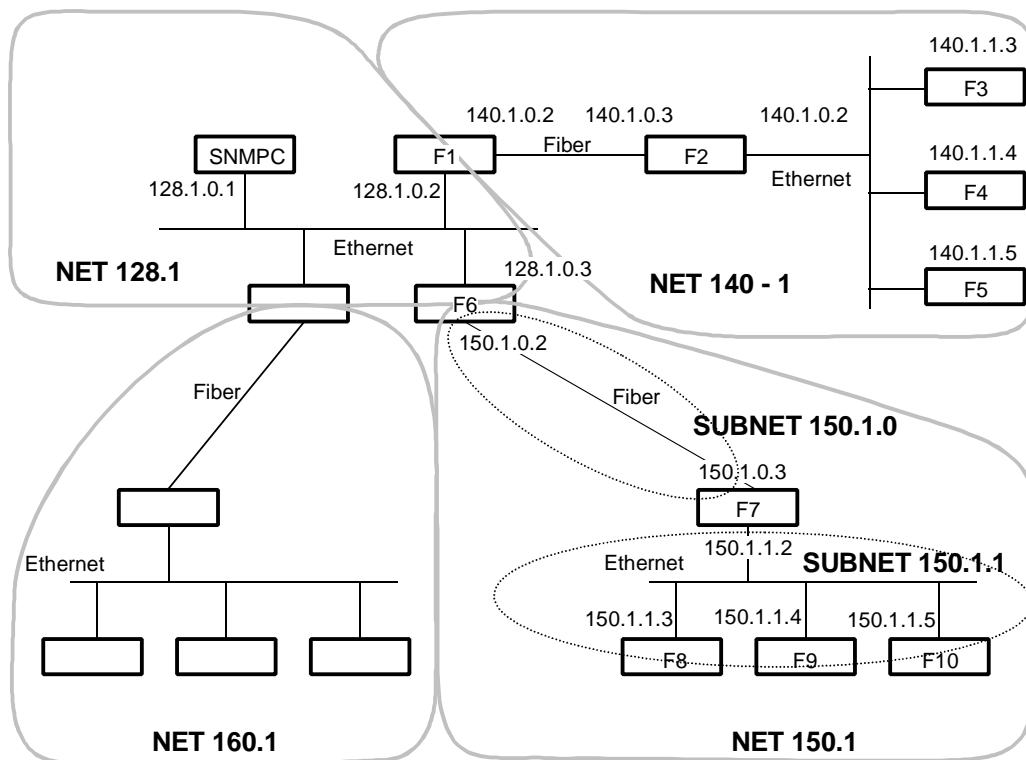 140.1.1.3
F3
140.1.0.2
140.1.0.3
140.1.0.2
SNMPC
F1
Fiber
F2
140.1.1.4
Ethernet
F4
128.1.0.1
128.1.0.2
Ethernet
140.1.1.5
NET 128.1
128.1.0.3
NET 140 - 1
F5
F6
150.1.0.2
Fiber
Fiber
SUBNET 150.1.0
150.1.0.3
F7
Ethernet
150.1.1.2
Ethernet
SUBNET 150.1.1
150.1.1.3
150.1.1.4
150.1.1.5
F8
F9
F10
NET 160.1
NET 150.1